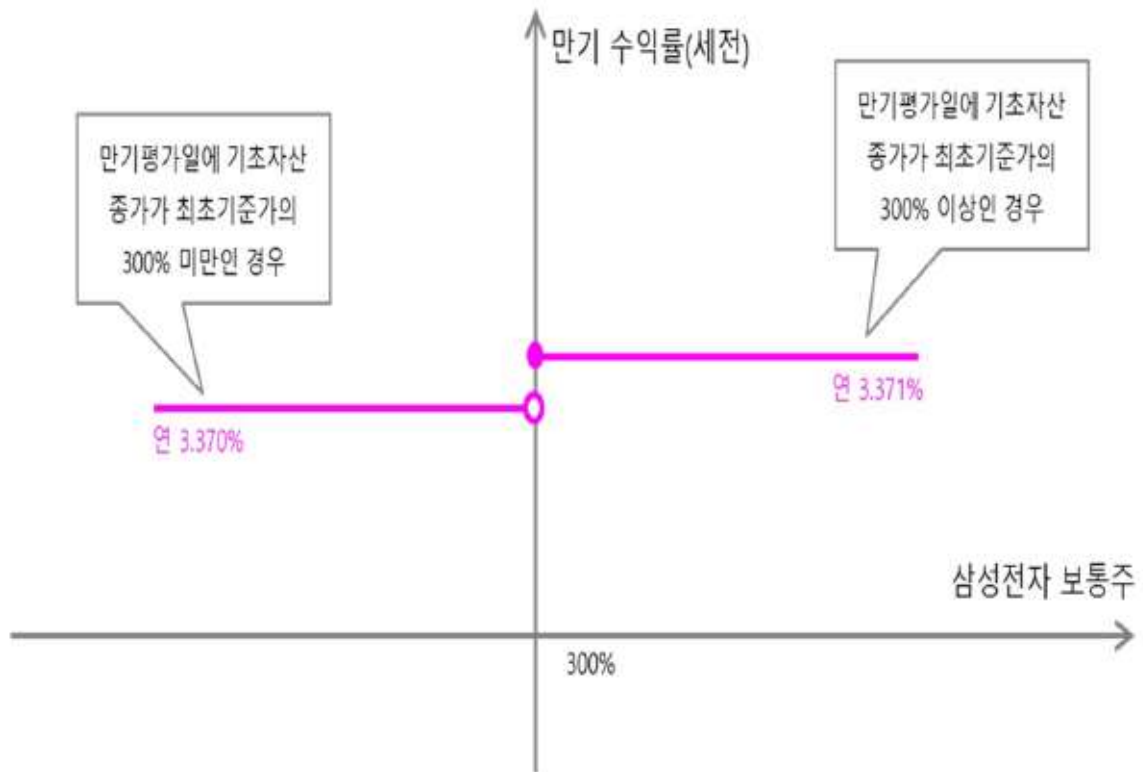 만기 수익률(세전)
만기평가일에 기초자산
종가가 최초기준가의
300% 미만인 경우
만기평가일에 기초자산
종가가 최초기준가의
300% 이상인 경우
연 3.371%
연 3.370%
삼성전자 보통주
300%